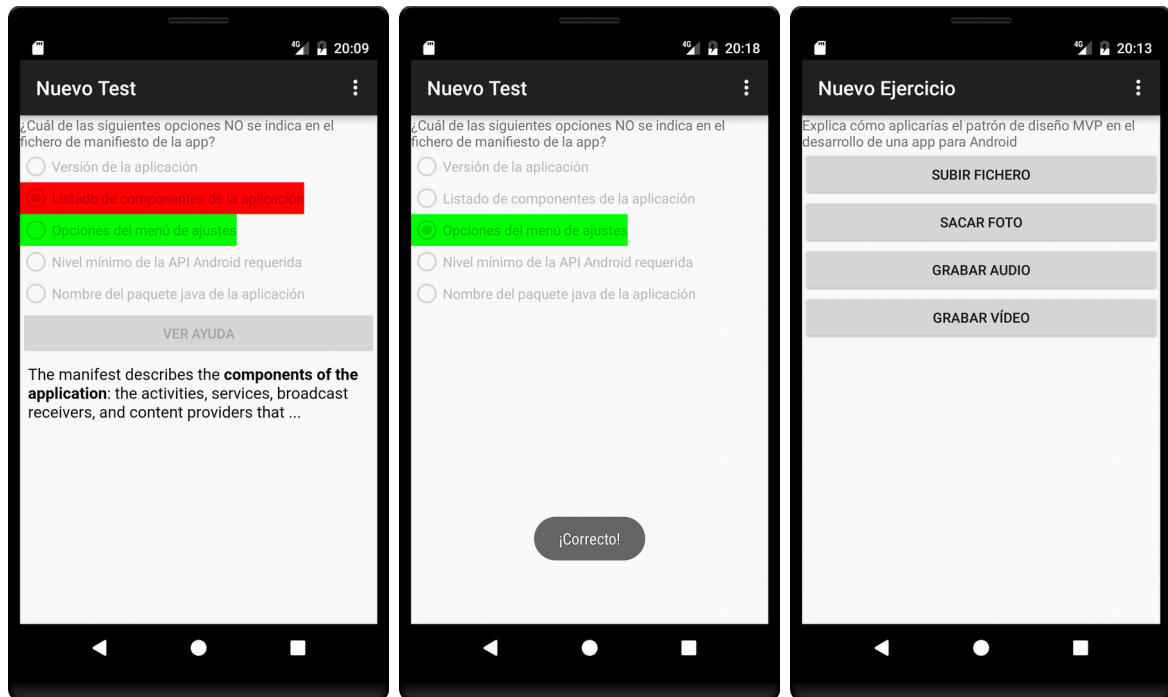 4G 20:09
Nuevo Test
¿Cuál de las siguientes opciones NO se indica en el
fichero de manifiesto de la app?
Versión de la aplicación
Listado de componentes de la aplicación
Opciones del menú de ajustes
Nivel mínimo de la API Android requerida
Nombre del paquete java de la aplicación
VER AYUDA
The manifest describes the components of the
application: the activities, services, broadcast
receivers, and content providers that ...
4G 20:18
Nuevo Test
¿Cuál de las siguientes opciones NO se indica en el
fichero de manifiesto de la app?
Versión de la aplicación
Listado de componentes de la aplicación
Opciones del menú de ajustes
Nivel mínimo de la API Android requerida
Nombre del paquete java de la aplicación
¡Correcto!
4G 20:13
Nuevo Ejercicio
Explica cómo aplicarías el patrón de diseño MVP en el
desarrollo de una app para Android
SUBIR FICHERO
SACAR FOTO
GRABAR AUDIO
GRABAR VÍDEO